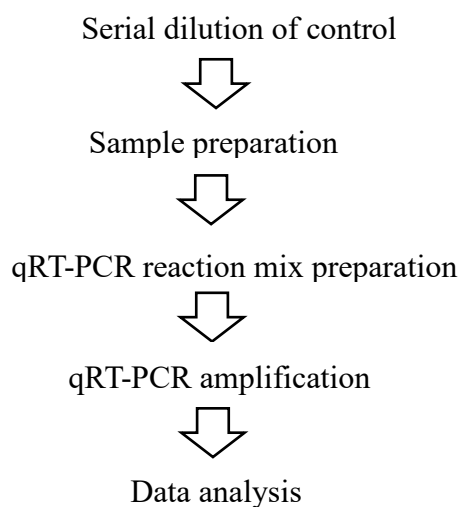 Serial dilution of control
Sample preparation
qRT-PCR reaction mix preparation
qRT-PCR amplification
Data analysis